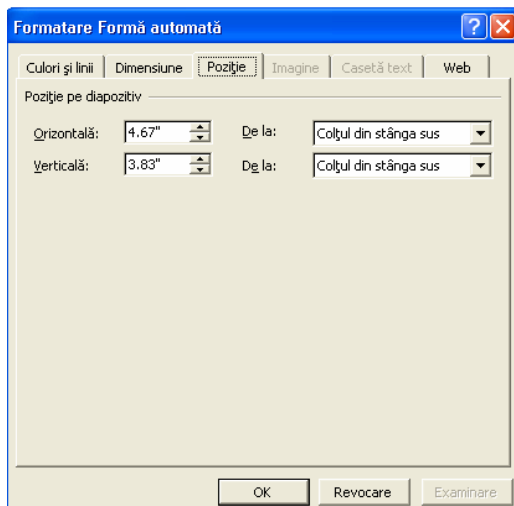 Formatare Formă automată
Culori și linii Dimensiune Poziție Imagine Casetă text Web
Poziție pe diapozitiv
Orizontală: 4.67" De la: Colțul din stânga sus
Verticală: 3.83" De la: Colțul din stânga sus
OK Revocare Examinare